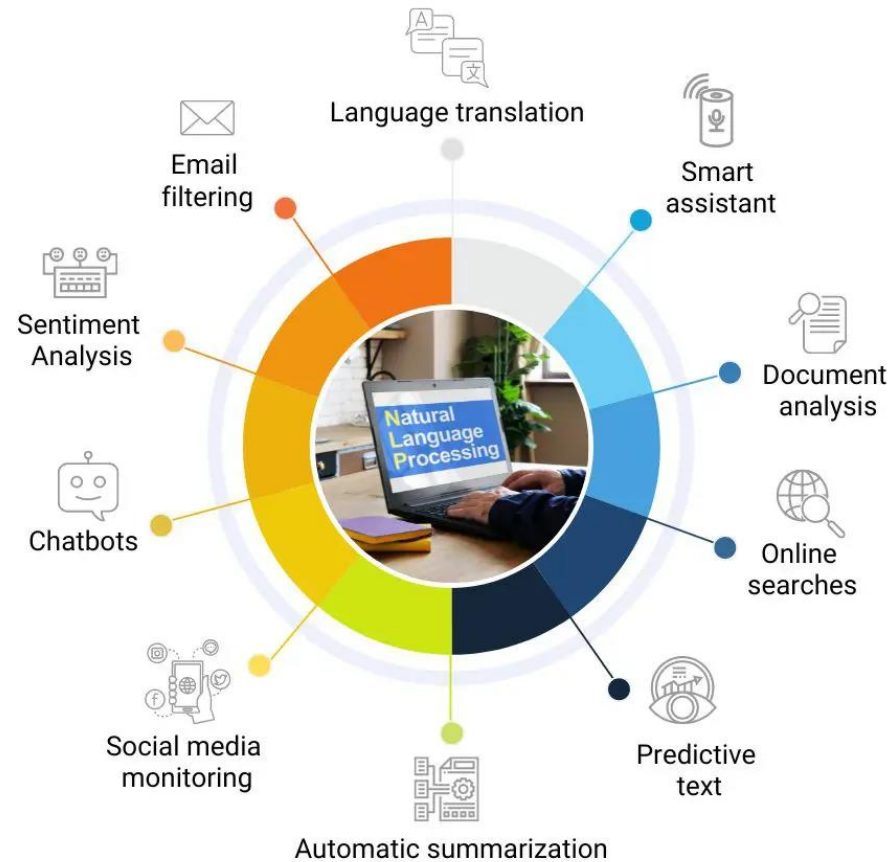 Language translation
Smart
assistant
Document
analysis
Online
searches
Predictive
text
Automatic summarization
Social media
monitoring
Chatbots
Sentiment
Analysis
Email
filtering
Natural
Language
Processing
A
文
f